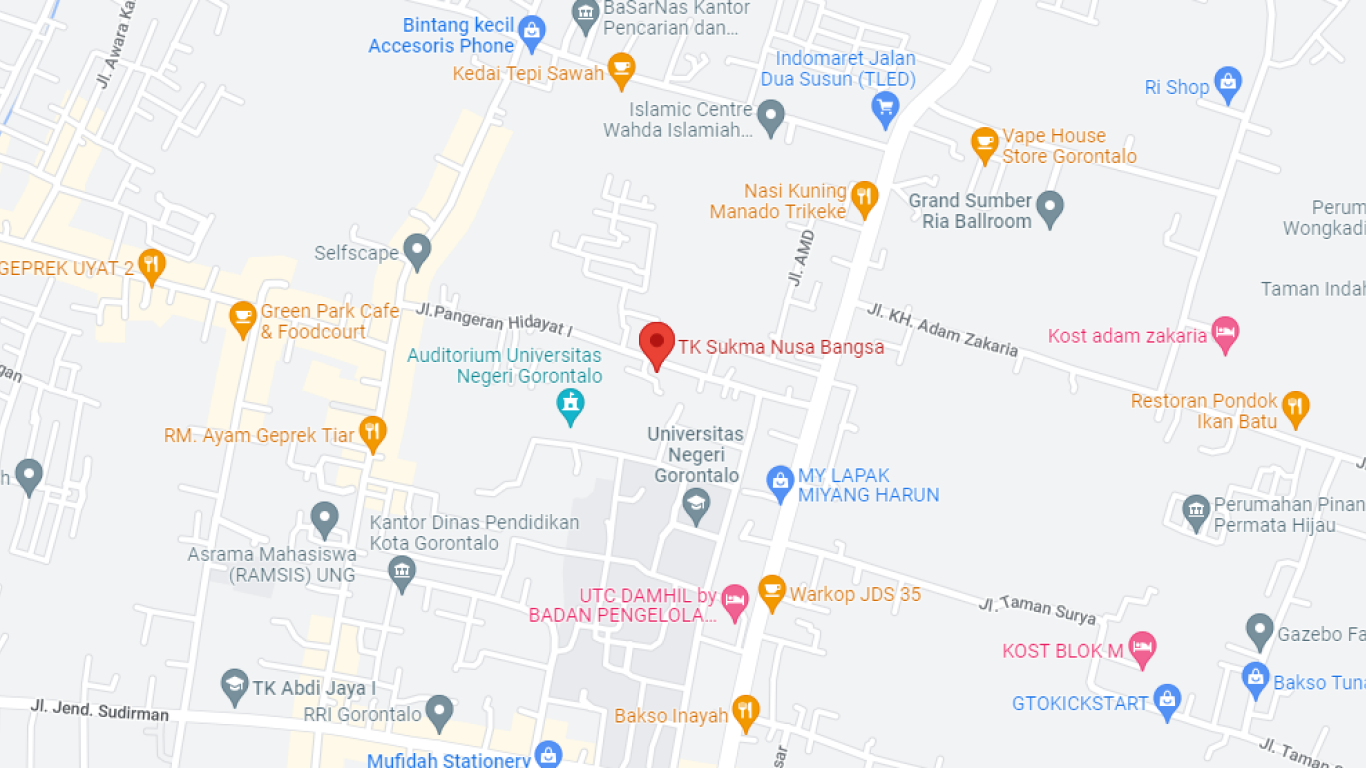 BaSarNas Kantor
Pencarian dan...
Bintang kecil
Accesoris Phone
Jl. Awara Ka
Kedai Tepi Sawah
Indomaret Jalan
Dua Susun (TLED)
Ri Shop
Islamic Centre
Wahda Islamiah...
Vape House
Store Gorontalo
Nasi Kuning
Manado Trikeke
Grand Sumber
Ria Ballroom
Perum
Wongkadi
Selfscape
Jl. AMD
GEPREK UYAT 2
Taman Indah
Green Park Cafe
& Foodcourt
Jl.Pangeran Hidayat I
Jl. KH. Adam Zakaria
Kost adam zakaria
TK Sukma Nusa Bangsa
Auditorium Universitas
Negeri Gorontalo
gan
Restoran Pondok
Ikan Batu
RM. Ayam Geprek Tiar
Universitas
Negeri
Gorontalo
Jl.
h
MY LAPAK
MIYANG HARUN
Perumahan Pinan
Permata Hijau
Kantor Dinas Pendidikan
Kota Gorontalo
Asrama Mahasiswa
(RAMSIS) UNG
UTC DAMHIL by
BADAN PENGELOLA...
Warkop JDS 35
Jl. Taman Surya
Gazebo Fa
KOST BLOK M
TK Abdi Jaya I
Bakso Tuna
GTOKICKSTART
Jl. Jend. Sudirman
RRI Gorontalo
Bakso Inayah
Jl. Taman S
sar
Mufidah Stationery